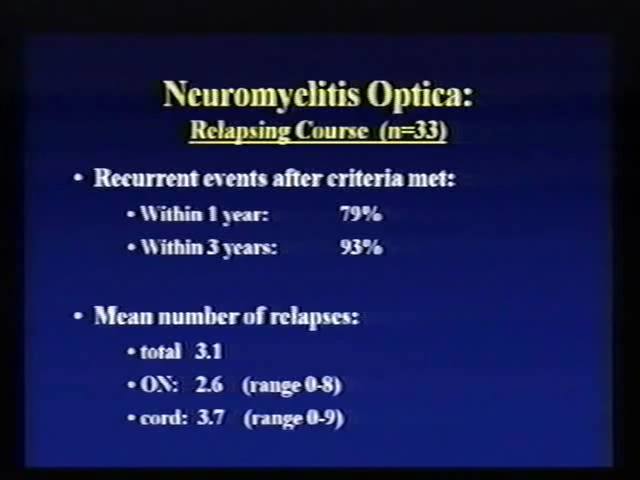 Neuromyelitis Optica:
Relapsing Course (n=33)
• Recurrent events after criteria met:
• Within 1 year: 79%
• Within 3 years: 93%
• Mean number of relapses:
• total 3.1
• ON: 2.6 (range 0-8)
• cord: 3.7 (range 0-9)